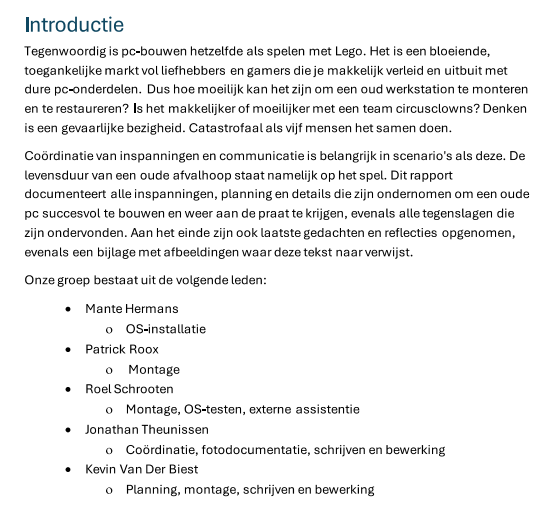 Introductie
Tegenwoordig is pc-bouwen hetzelfde als spelen met Lego. Het is een bloeiende,
toegankelijke markt vol liefhebbers en gamers die je makkelijk verleid en uitbuit met
dure pc-onderdelen. Dus hoe moeilijk kan het zijn om een oud werkstation te monteren
en te restaureren? Is het makkelijker of moeilijker met een team circusclowns? Denken
is een gevaarlijke bezigheid. Catastrofaal als vijf mensen het samen doen.
Coördinatie van inspanningen en communicatie is belangrijk in scenario's als deze. De
levensduur van een oude afvalhoop staat namelijk op het spel. Dit rapport
documenteert alle inspanningen, planning en details die zijn ondernomen om een oude
pc succesvol te bouwen en weer aan de praat te krijgen, evenals alle tegenslagen die
zijn ondervonden. Aan het einde zijn ook laatste gedachten en reflecties opgenomen,
evenals een bijlage met afbeeldingen waar deze tekst naar verwijst.
Onze groep bestaat uit de volgende leden:
• Mante Hermans
o OS-installatie
• Patrick Roox
o Montage
• Roel Schrooten
o Montage, OS-testen, externe assistentie
• Jonathan Theunissen
o Coördinatie, fotodocumentatie, schrijven en bewerking
• Kevin Van Der Biest
o Planning, montage, schrijven en bewerking